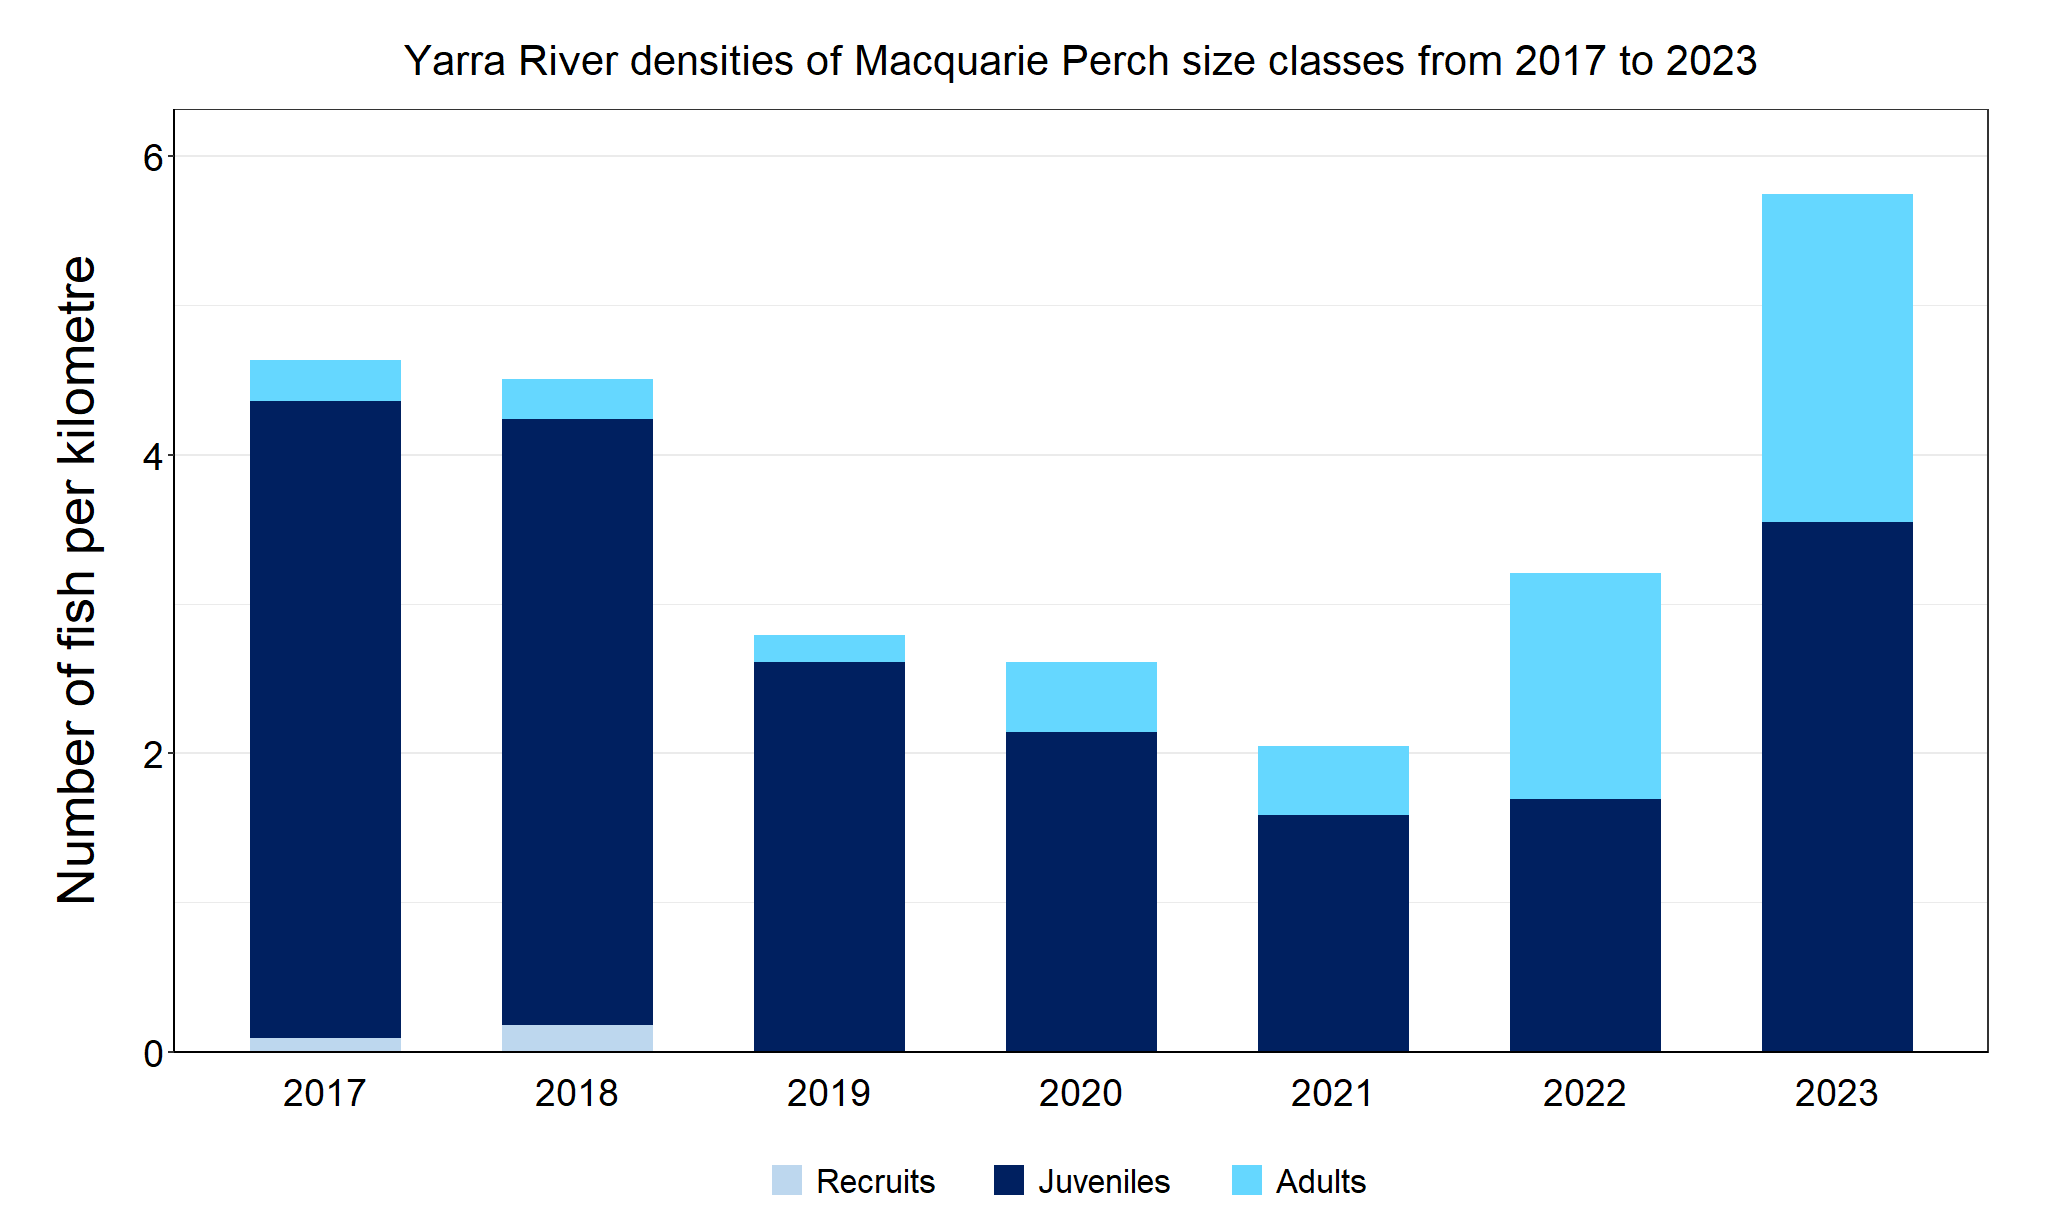 Yarra River densities of Macquarie Perch size classes from 2017 to 2023
Number of fish per kilometre
6
4
2
0
2017 2018 2019 2020 2021 2022 2023
Recruits Juveniles Adults